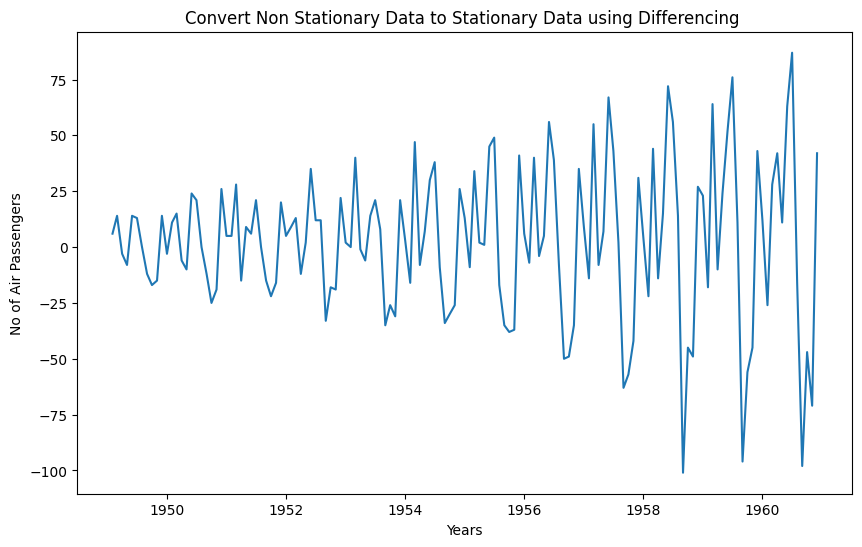 Convert Non Stationary Data to Stationary Data using Differencing
No of Air Passengers
75
50
25
0
−25
−50
−75
−100
1950 1952 1954 1956 1958 1960
Years